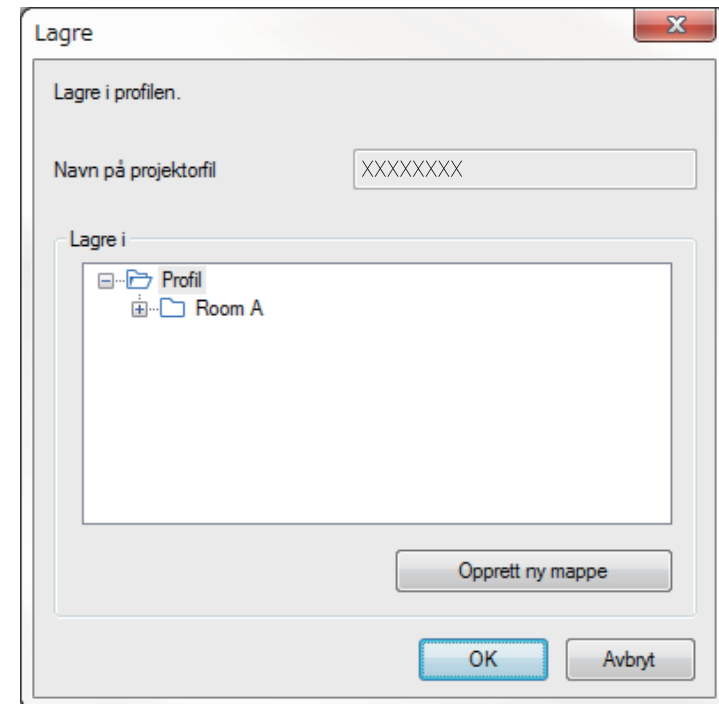 Lagre
Lagre i profilen.
Navn på projektorfil XXXXXXXX
Lagre i
Profil
Room A
Opprett ny mappe
OK Avbryt